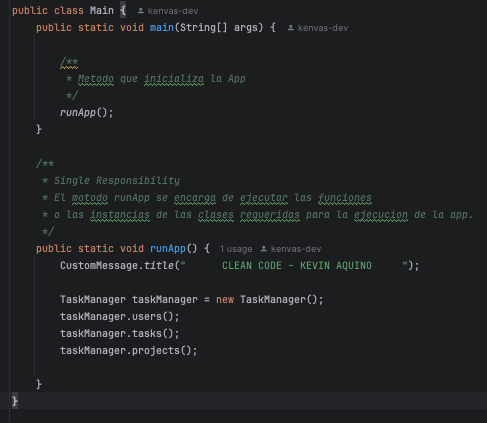 public class Main { kenvas-dev
public static void main(String[] args) { kenvas-dev
/**
* Metodo que inicializa la App
*/
runApp();
}
/**
* Single Responsibility
* El motodo runApp se encarga de ejecutar las funciones
* o las instancias de las clases requeridas para la ejecucion de la app.
*/
public static void runApp() { 1 usage kenvas-dev
CustomMessage.title("      CLEAN CODE - KEVIN AQUINO     ");
TaskManager taskManager = new TaskManager();
taskManager.users();
taskManager.tasks();
taskManager.projects();
}
}